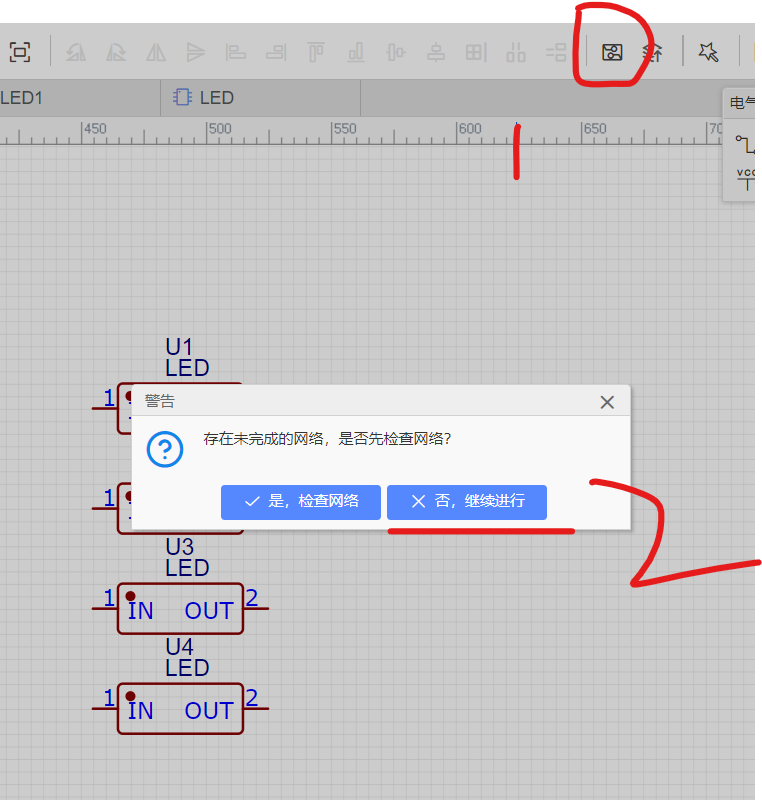 LED1
LED
电气
450
500
550
600
650
70
VCC
U1
LED
1
警告
存在未完成的网络，是否先检查网络？
是，检查网络
否，继续进行
1
U3
LED
1
IN
OUT
2
U4
LED
1
IN
OUT
2
1
2